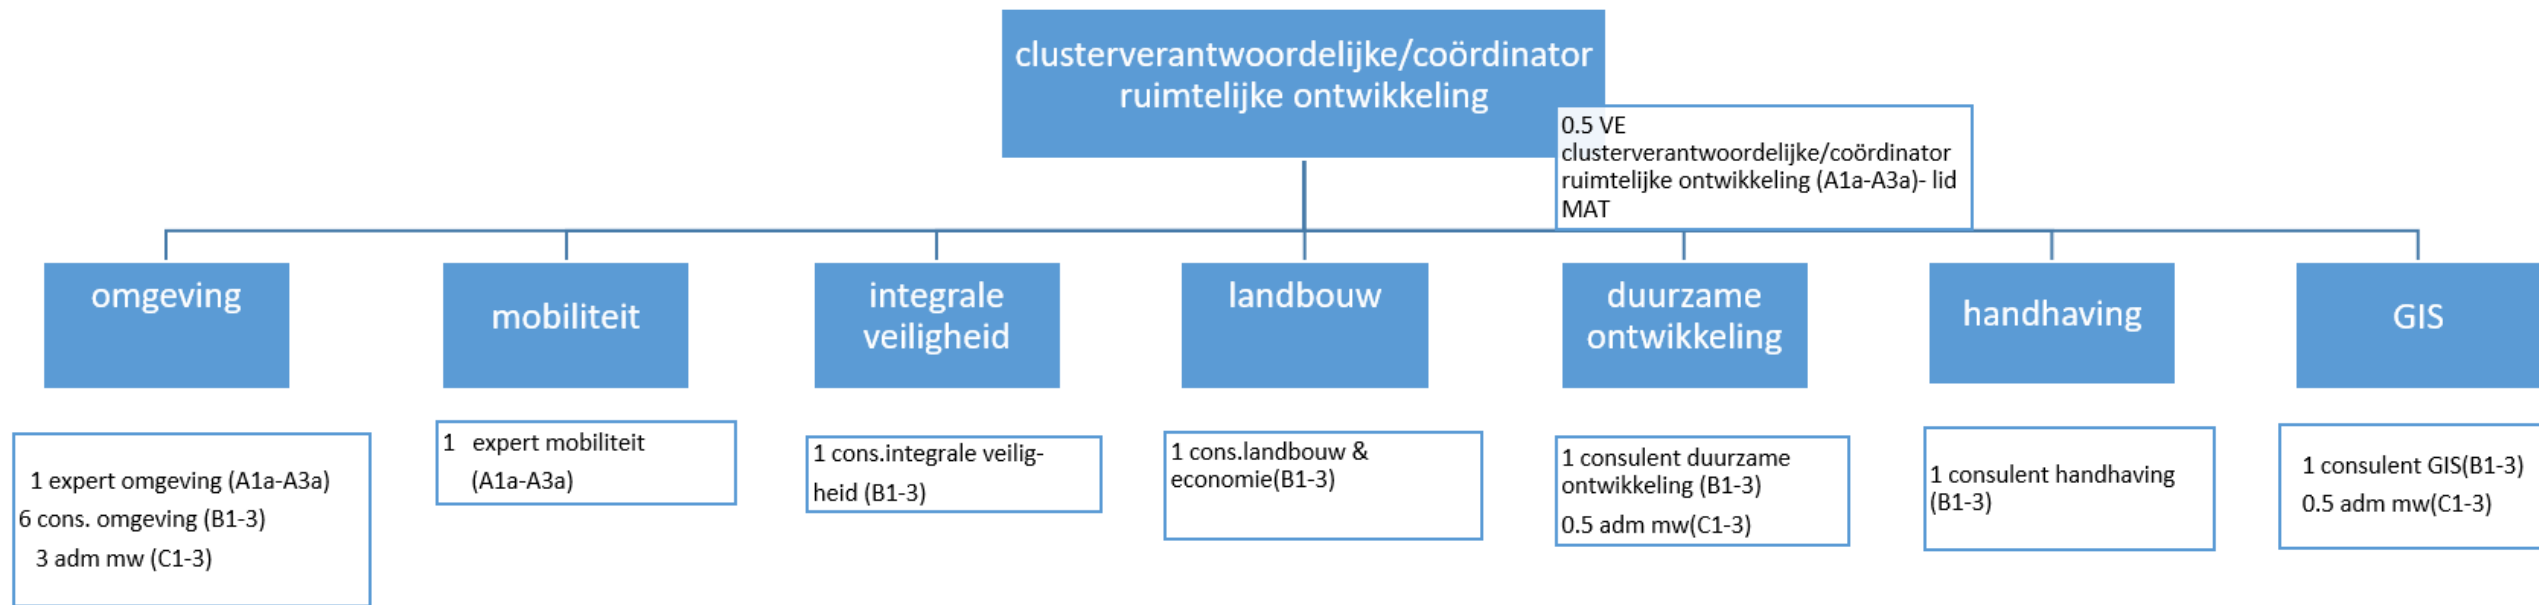 clusterverantwoordelijke/coördinator
ruimtelijke ontwikkeling
0.5 VE
clusterverantwoordelijke/coördinator
ruimtelijke ontwikkeling (A1a-A3a)- lid
MAT
omgeving
mobiliteit
integrale
veiligheid
landbouw
duurzame
ontwikkeling
handhaving
GIS
1 expert omgeving (A1a-A3a)
6 cons. omgeving (B1-3)
3 adm mw (C1-3)
1 expert mobiliteit
(A1a-A3a)
1 cons.integrale veilig-
heid (B1-3)
1 cons.landbouw &
economie(B1-3)
1 consulent duurzame
ontwikkeling (B1-3)
0.5 adm mw(C1-3)
1 consulent handhaving
(B1-3)
1 consulent GIS(B1-3)
0.5 adm mw(C1-3)